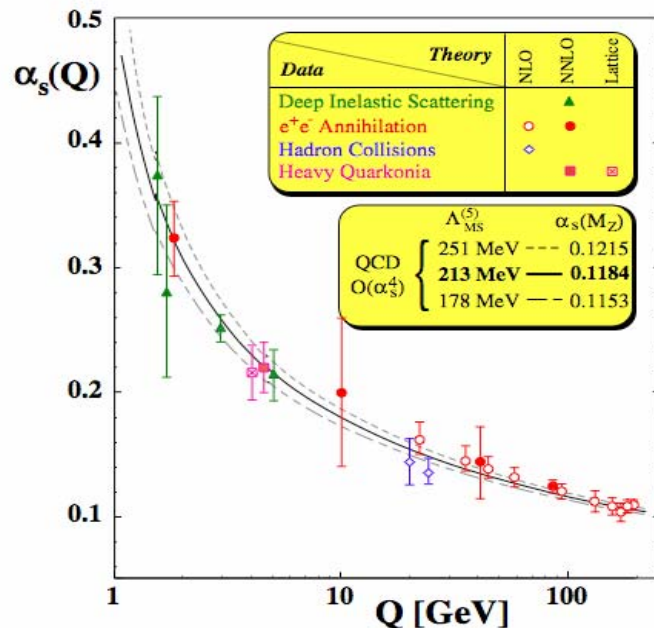 0.5
αs(Q)
0.4
0.3
0.2
0.1
1
10
100
Q [GeV]
Theory
Data
NLO
NNLO
Lattice
Deep Inelastic Scattering
e⁺e⁻ Annihilation
Hadron Collisions
Heavy Quarkonia
Λ(5)MS αs(MZ)
QCD
O(αs⁴)
251 MeV 0.1215
213 MeV 0.1184
178 MeV 0.1153